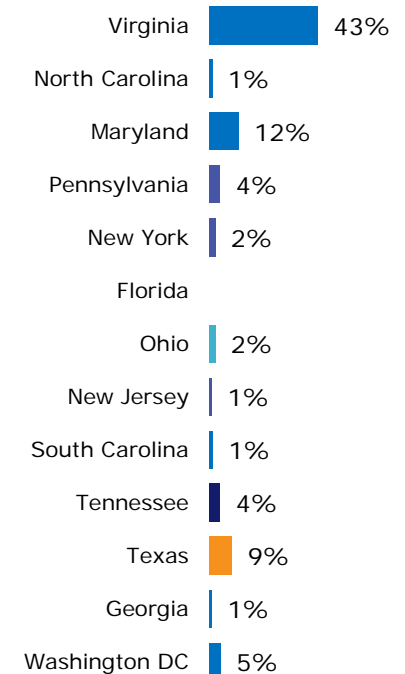 Virginia 43%
North Carolina 1%
Maryland 12%
Pennsylvania 4%
New York 2%
Florida
Ohio 2%
New Jersey 1%
South Carolina 1%
Tennessee 4%
Texas 9%
Georgia 1%
Washington DC 5%